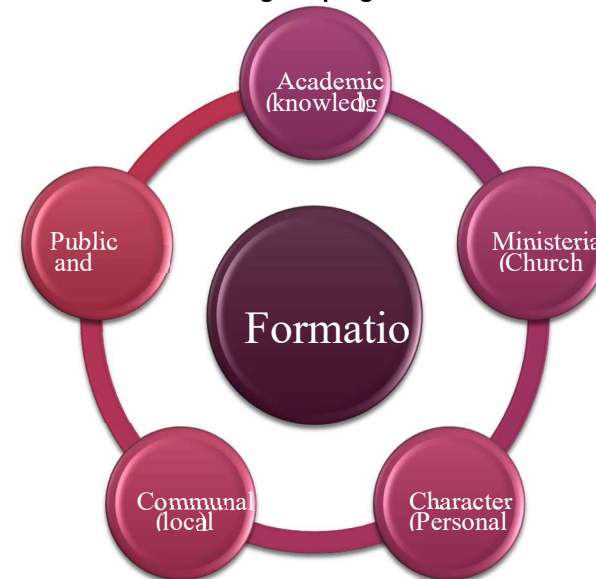 Academic
(knowledg)
Ministeria
(Church
Formatio
Public
and
Communal
(local)
Character
(Personal